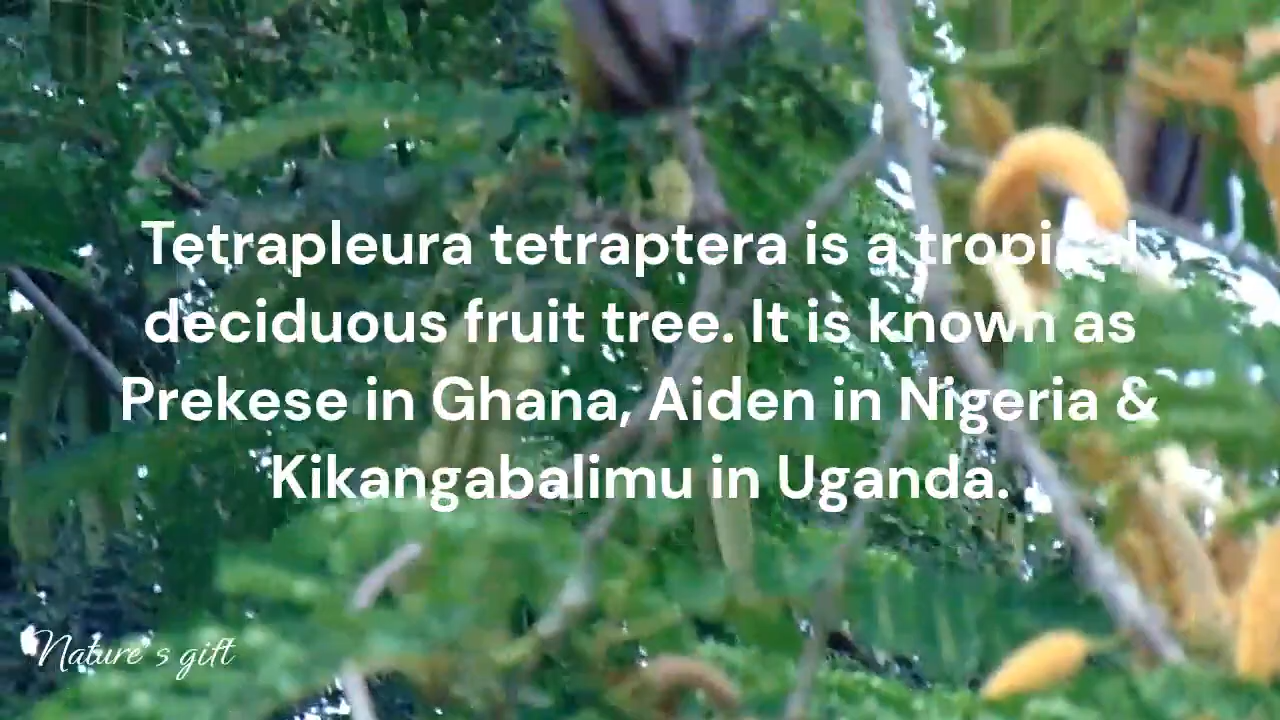 Tetrapleura tetraptera is a tropical
deciduous fruit tree. It is known as
Prekese in Ghana, Aiden in Nigeria &
Kikangabalimu in Uganda.
Nature's gift